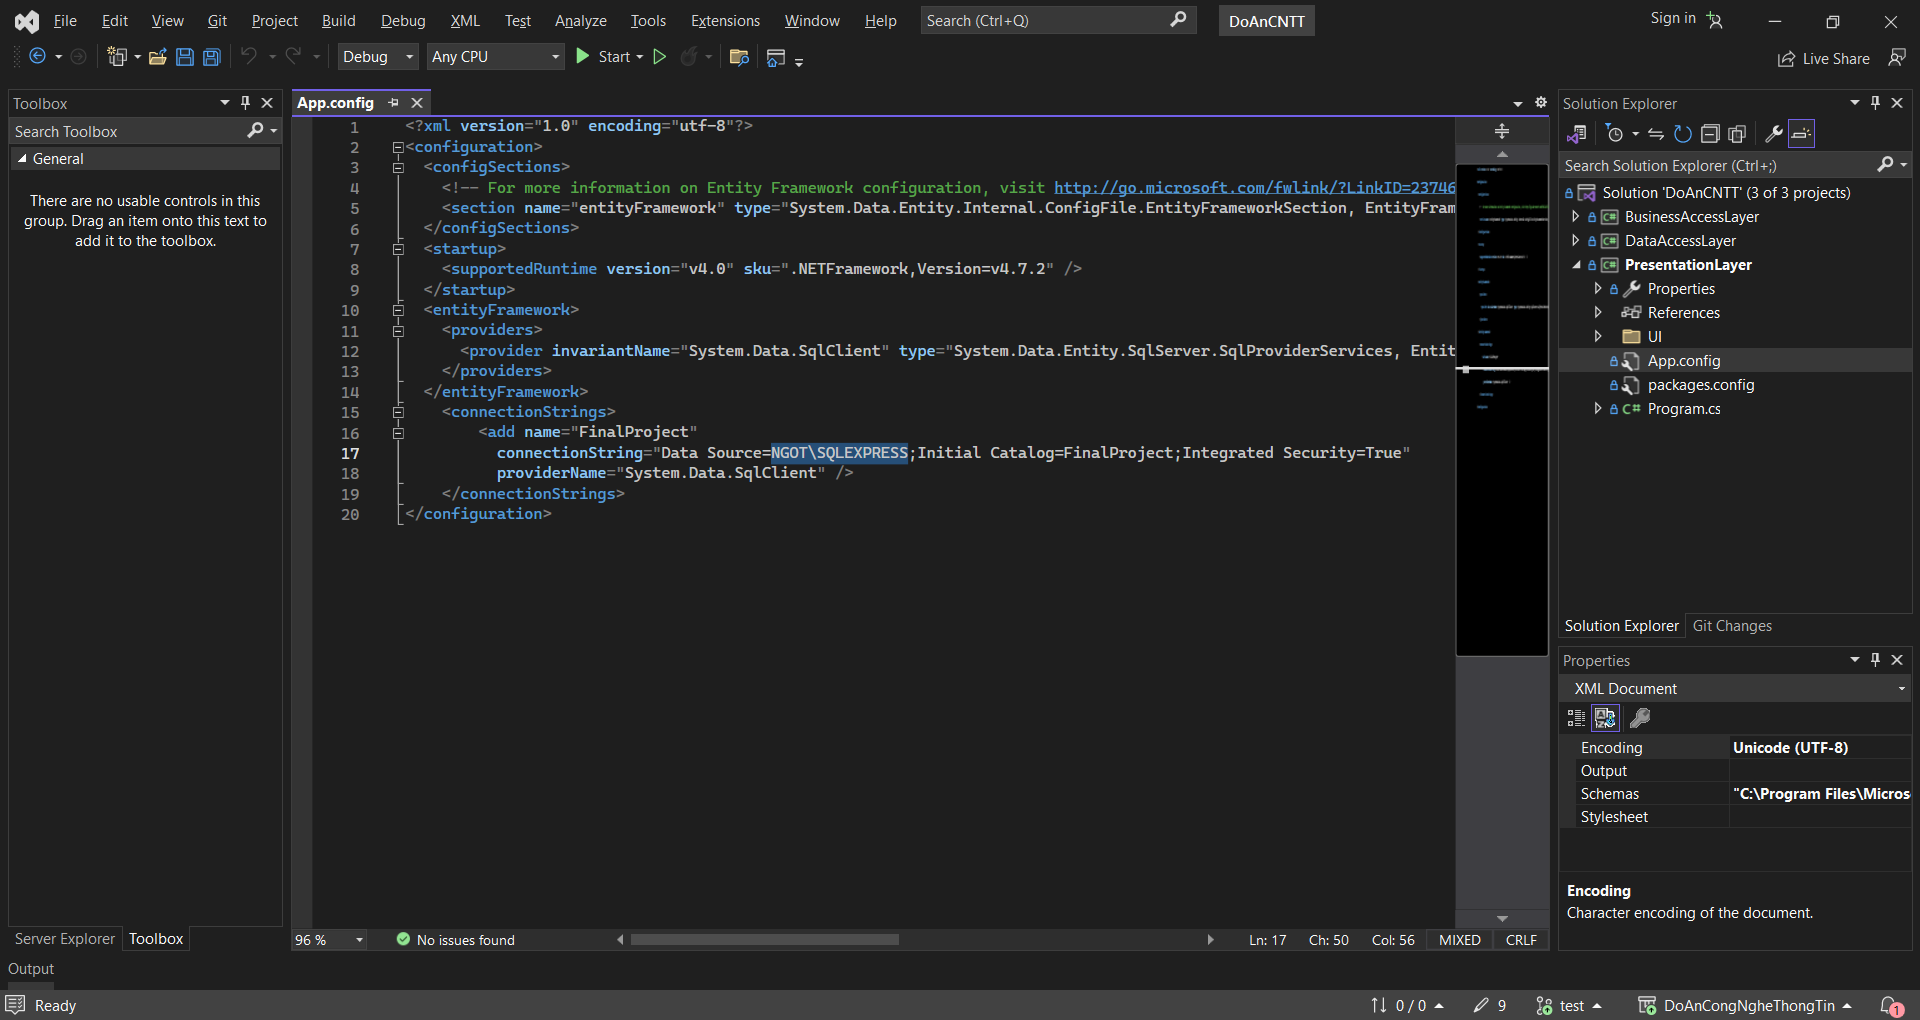 File Edit View Git Project Build Debug XML Test Analyze Tools Extensions Window Help Search (Ctrl+Q) DoAnCNTT Sign in
Debug Any CPU Start Live Share
Toolbox
Search Toolbox
General
There are no usable controls in this
group. Drag an item onto this text to
add it to the toolbox.
Server Explorer Toolbox
App.config
1 <?xml version="1.0" encoding="utf-8"?>
2 <configuration>
3 <configSections>
4 <!-- For more information on Entity Framework configuration, visit http://go.microsoft.com/fwlink/?LinkID=23746
5 <section name="entityFramework" type="System.Data.Entity.Internal.ConfigFile.EntityFrameworkSection, EntityFram
6 </configSections>
7 <startup>
8 <supportedRuntime version="v4.0" sku=".NETFramework,Version=v4.7.2" />
9 </startup>
10 <entityFramework>
11 <providers>
12 <provider invariantName="System.Data.SqlClient" type="System.Data.Entity.SqlServer.SqlProviderServices, Entit
13 </providers>
14 </entityFramework>
15 <connectionStrings>
16 <add name="FinalProject"
17 connectionString="Data Source=NGOT\SQLEXPRESS;Initial Catalog=FinalProject;Integrated Security=True"
18 providerName="System.Data.SqlClient" />
19 </connectionStrings>
20 </configuration>
96 % No issues found Ln: 17 Ch: 50 Col: 56 MIXED CRLF
Solution Explorer
Search Solution Explorer (Ctrl+;)
Solution 'DoAnCNTT' (3 of 3 projects)
C# BusinessAccessLayer
C# DataAccessLayer
C# PresentationLayer
Properties
References
UI
App.config
packages.config
C# Program.cs
Solution Explorer Git Changes
Properties
XML Document
Encoding Unicode (UTF-8)
Output
Schemas "C:\Program Files\Micros
Stylesheet
Encoding
Character encoding of the document.
Output
Ready 0 / 0 9 test DoAnCongNgheThongTin 1